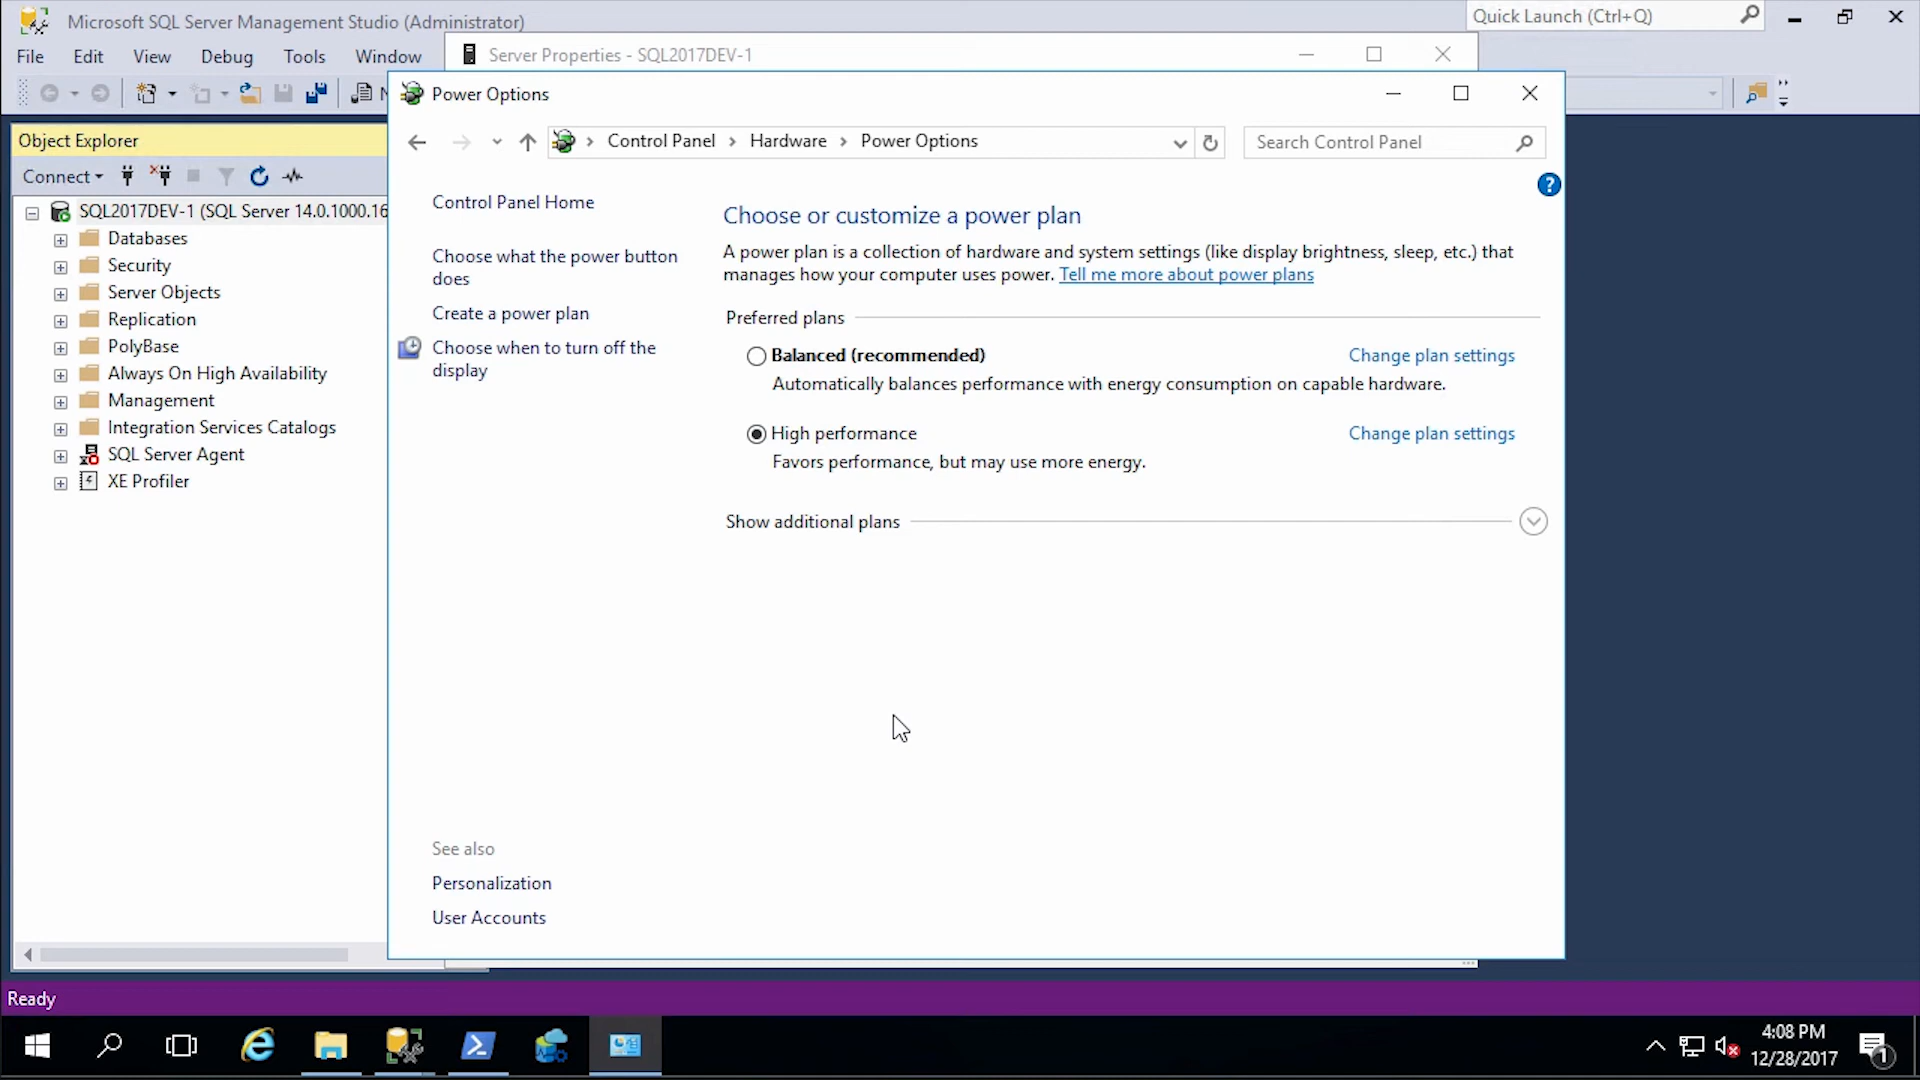 Microsoft SQL Server Management Studio (Administrator)
Quick Launch (Ctrl+Q)
File Edit View Debug Tools Window
Server Properties - SQL2017DEV-1
Power Options
Control Panel Hardware Power Options
Search Control Panel
Object Explorer
Connect
SQL2017DEV-1 (SQL Server 14.0.1000.16
Databases
Security
Server Objects
Replication
PolyBase
Always On High Availability
Management
Integration Services Catalogs
SQL Server Agent
XE Profiler
Control Panel Home
Choose what the power button
does
Create a power plan
Choose when to turn off the
display
Choose or customize a power plan
A power plan is a collection of hardware and system settings (like display brightness, sleep, etc.) that
manages how your computer uses power. Tell me more about power plans
Preferred plans
Balanced (recommended) Change plan settings
Automatically balances performance with energy consumption on capable hardware.
High performance Change plan settings
Favors performance, but may use more energy.
Show additional plans
See also
Personalization
User Accounts
Ready
4:08 PM
12/28/2017
1